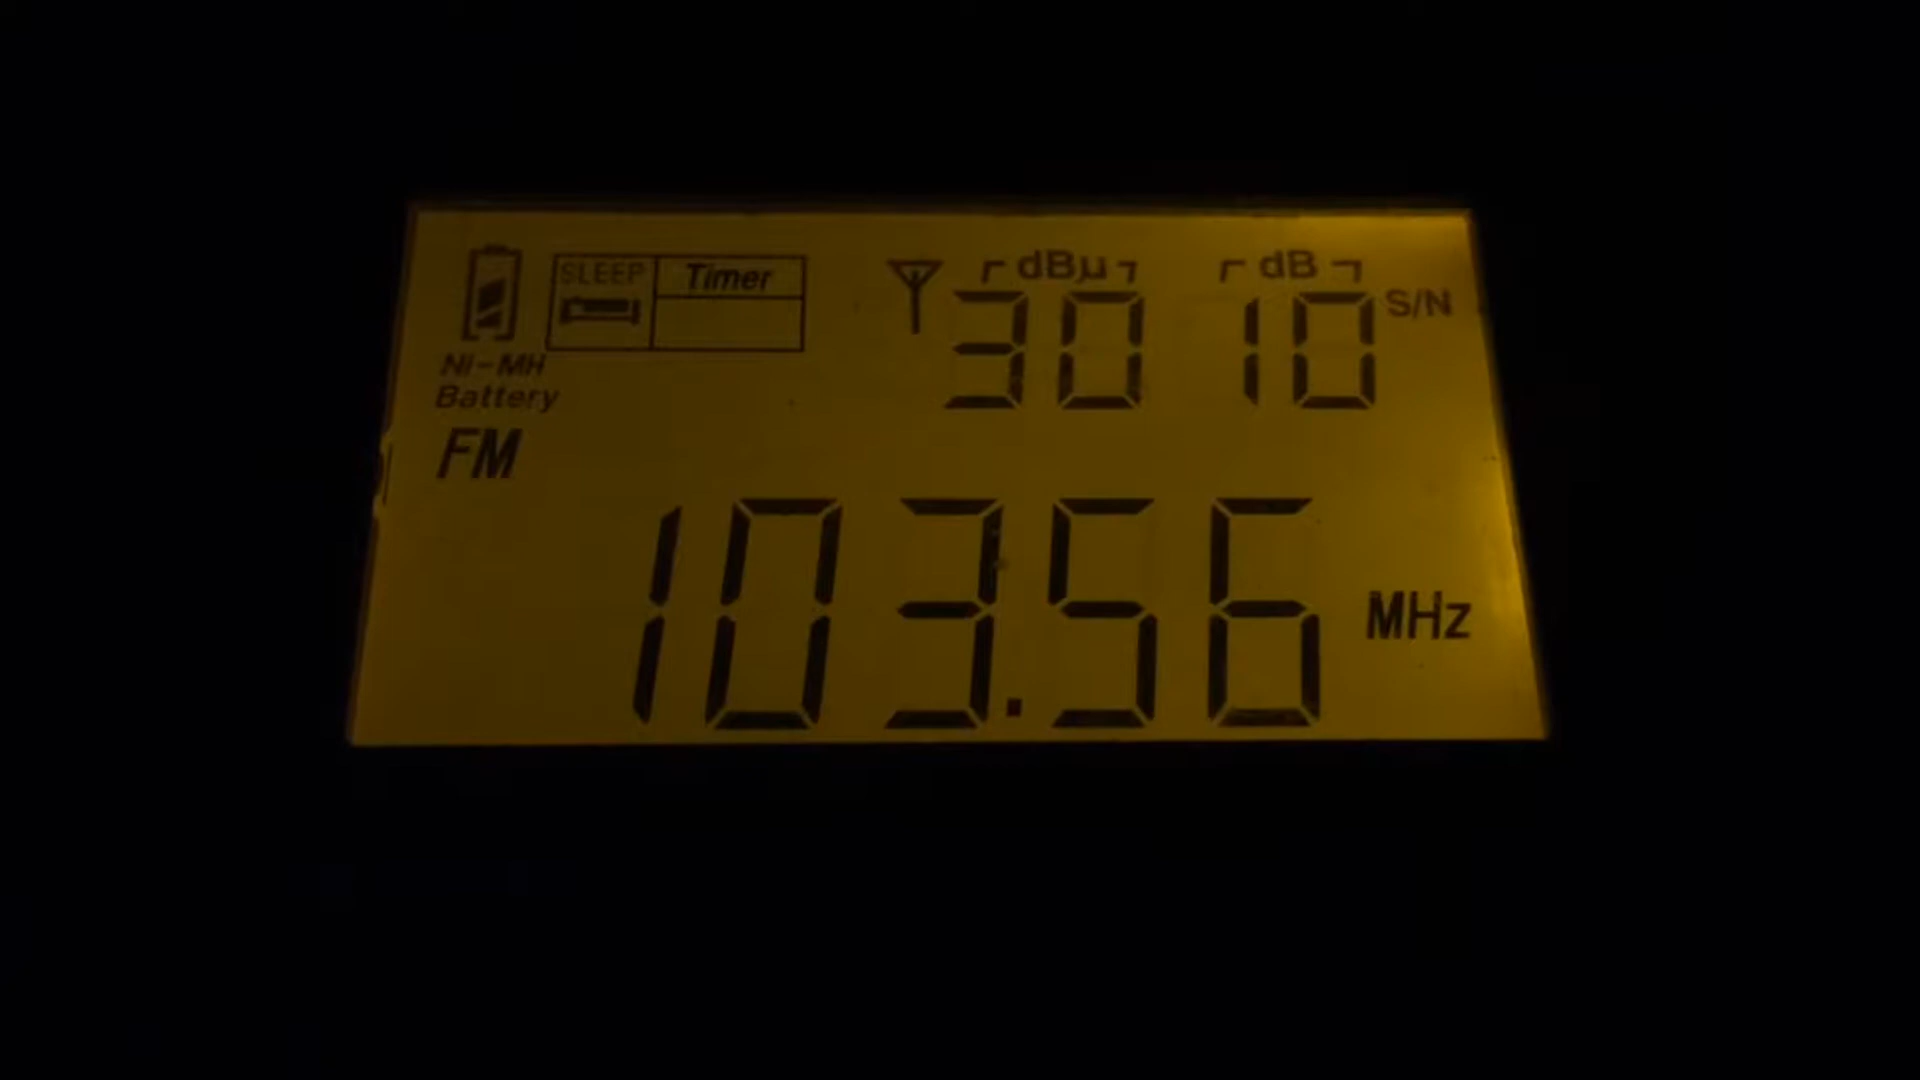 SLEEP Timer dBμ dB
30 10 S/N
Ni-MH
Battery
FM
103.56 MHz